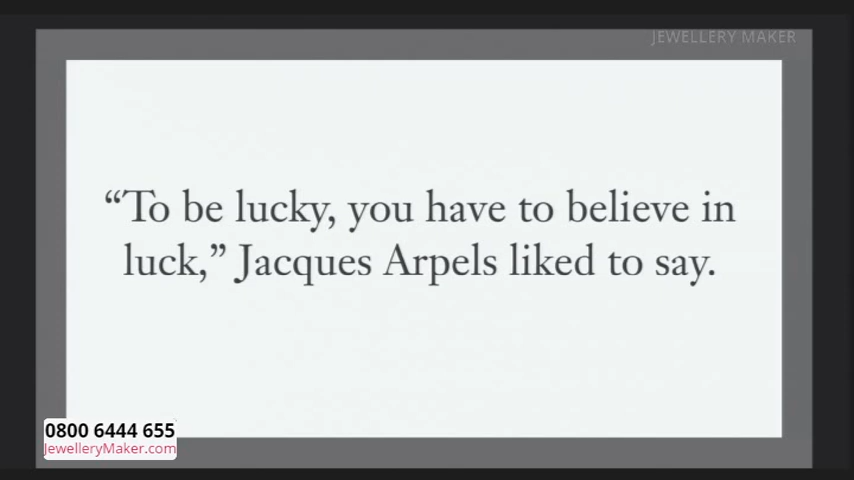 JEWELLERY MAKER
“To be lucky, you have to believe in
luck,” Jacques Arpels liked to say.
0800 6444 655
JewelleryMaker.com